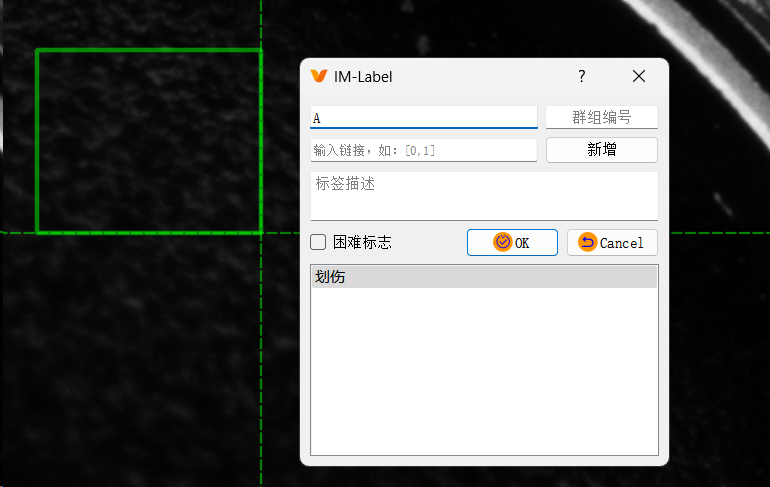 IM-Label
A
群组编号
输入链接，如：[0,1]
新增
标签描述
困难标志
OK
Cancel
划伤